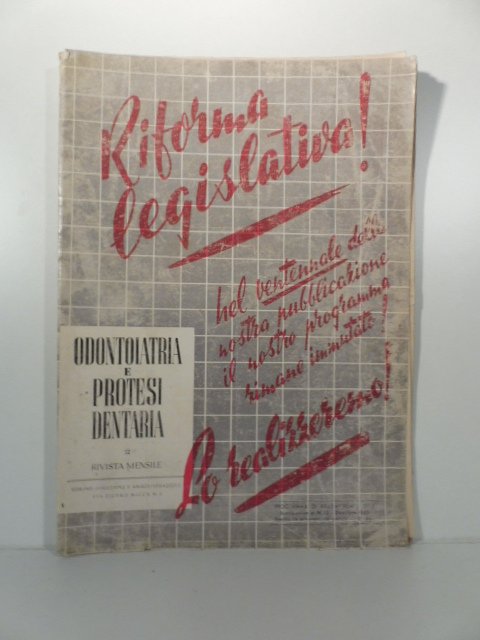 Riforma
legislativa!
nel ventennale della
nostra pubblicazione
il nostro programma
rimane immutato!
Lo realizzeremo!
ODONTOIATRIA
E
PROTESI
DENTARIA
RIVISTA MENSILE